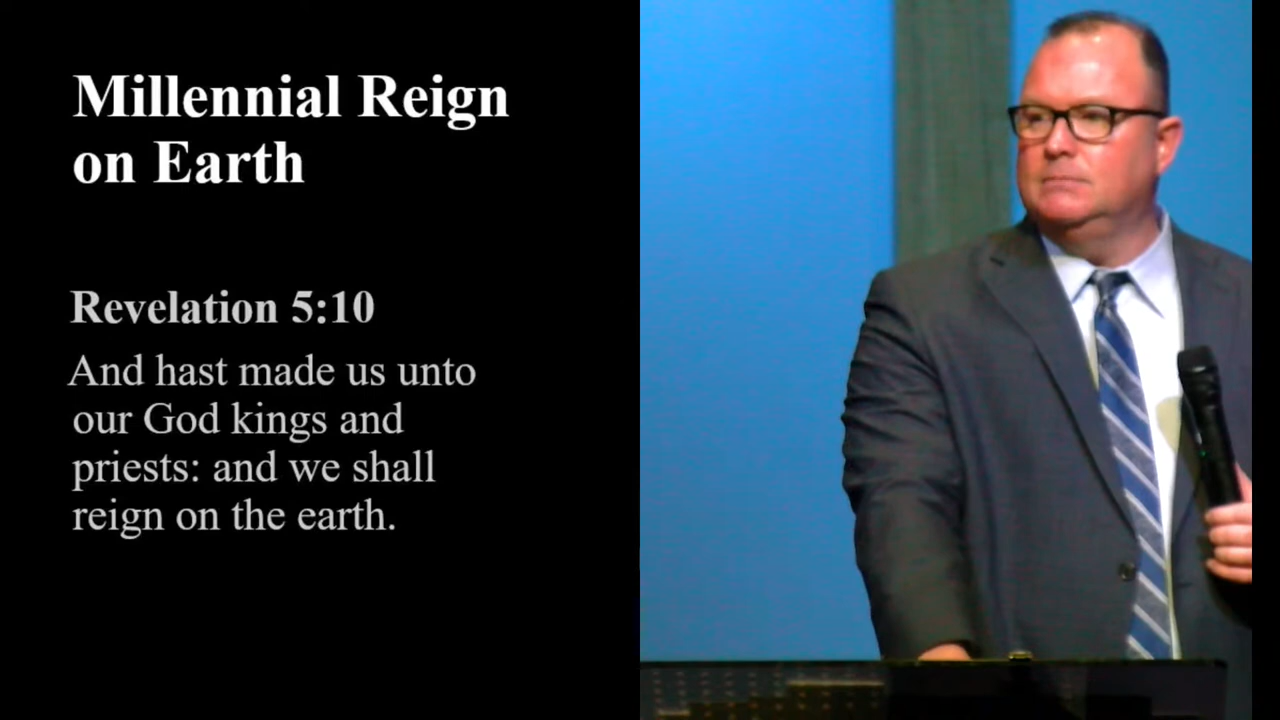 Millennial Reign
on Earth
Revelation 5:10
And hast made us unto
our God kings and
priests: and we shall
reign on the earth.